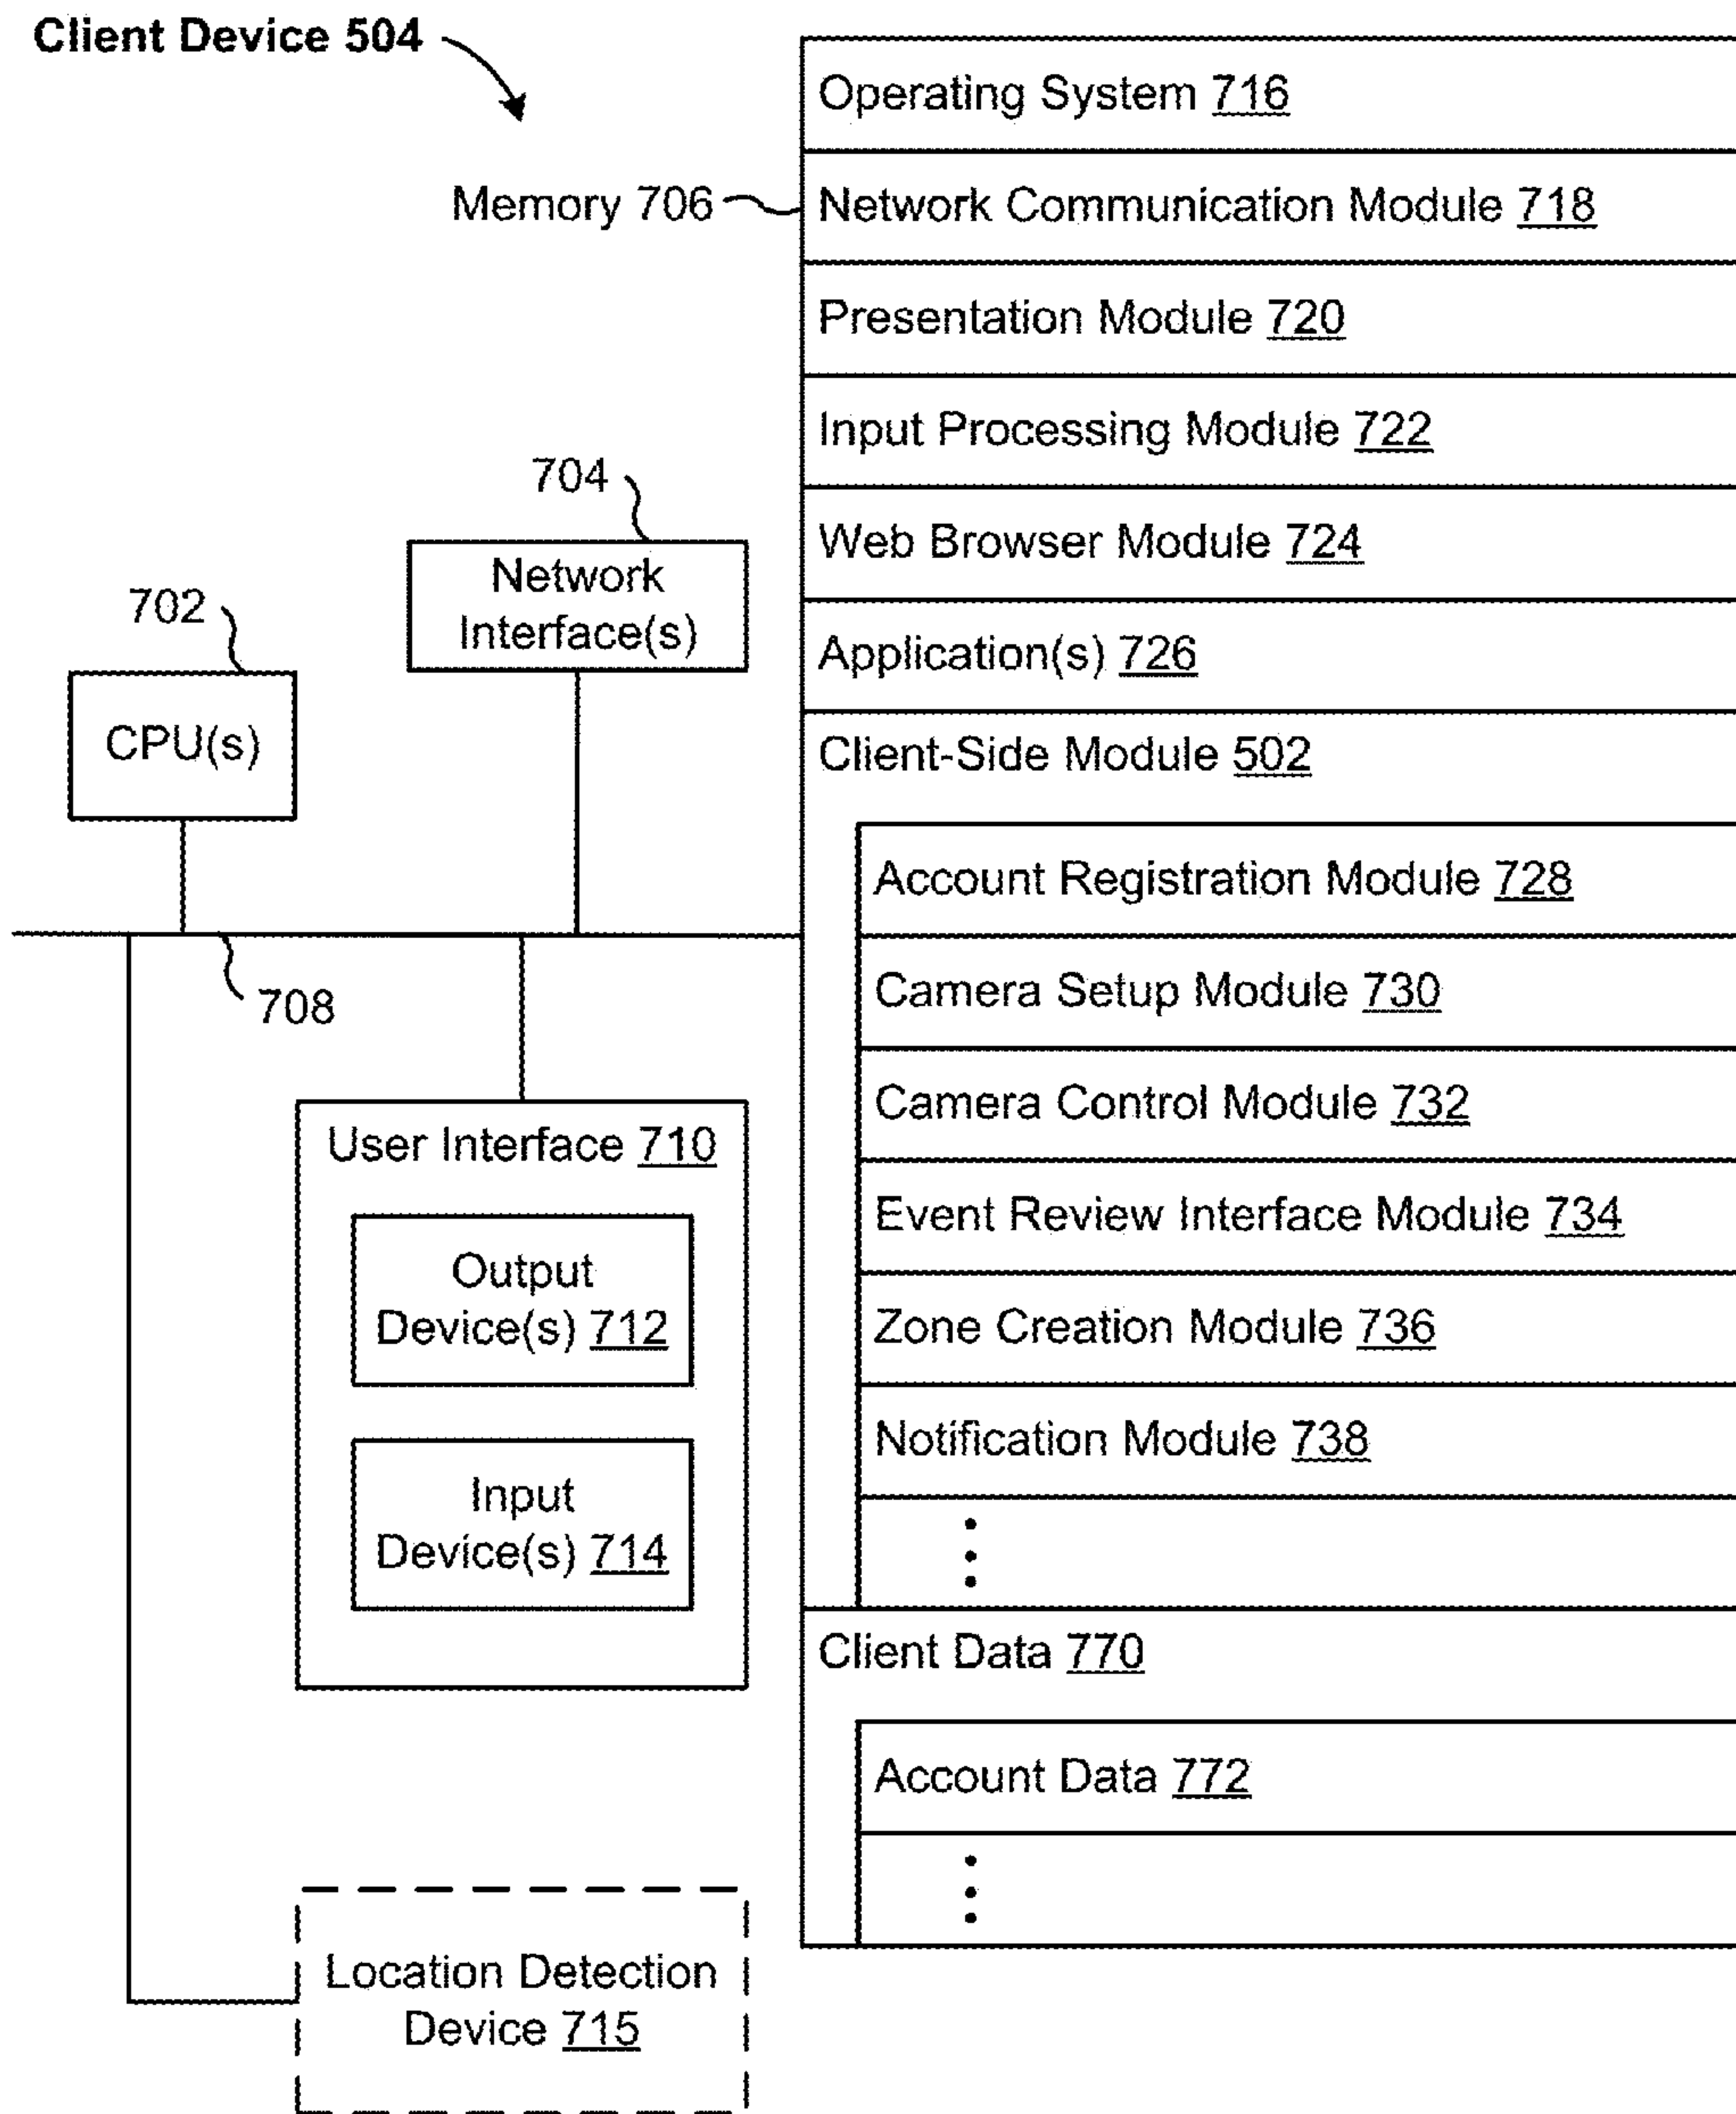 Client Device 504
Memory 706
704
Network
Interface(s)
702
CPU(s)
708
User Interface 710
Output
Device(s) 712
Input
Device(s) 714
Location Detection
Device 715
Operating System 716
Network Communication Module 718
Presentation Module 720
Input Processing Module 722
Web Browser Module 724
Application(s) 726
Client-Side Module 502
Account Registration Module 728
Camera Setup Module 730
Camera Control Module 732
Event Review Interface Module 734
Zone Creation Module 736
Notification Module 738
Client Data 770
Account Data 772